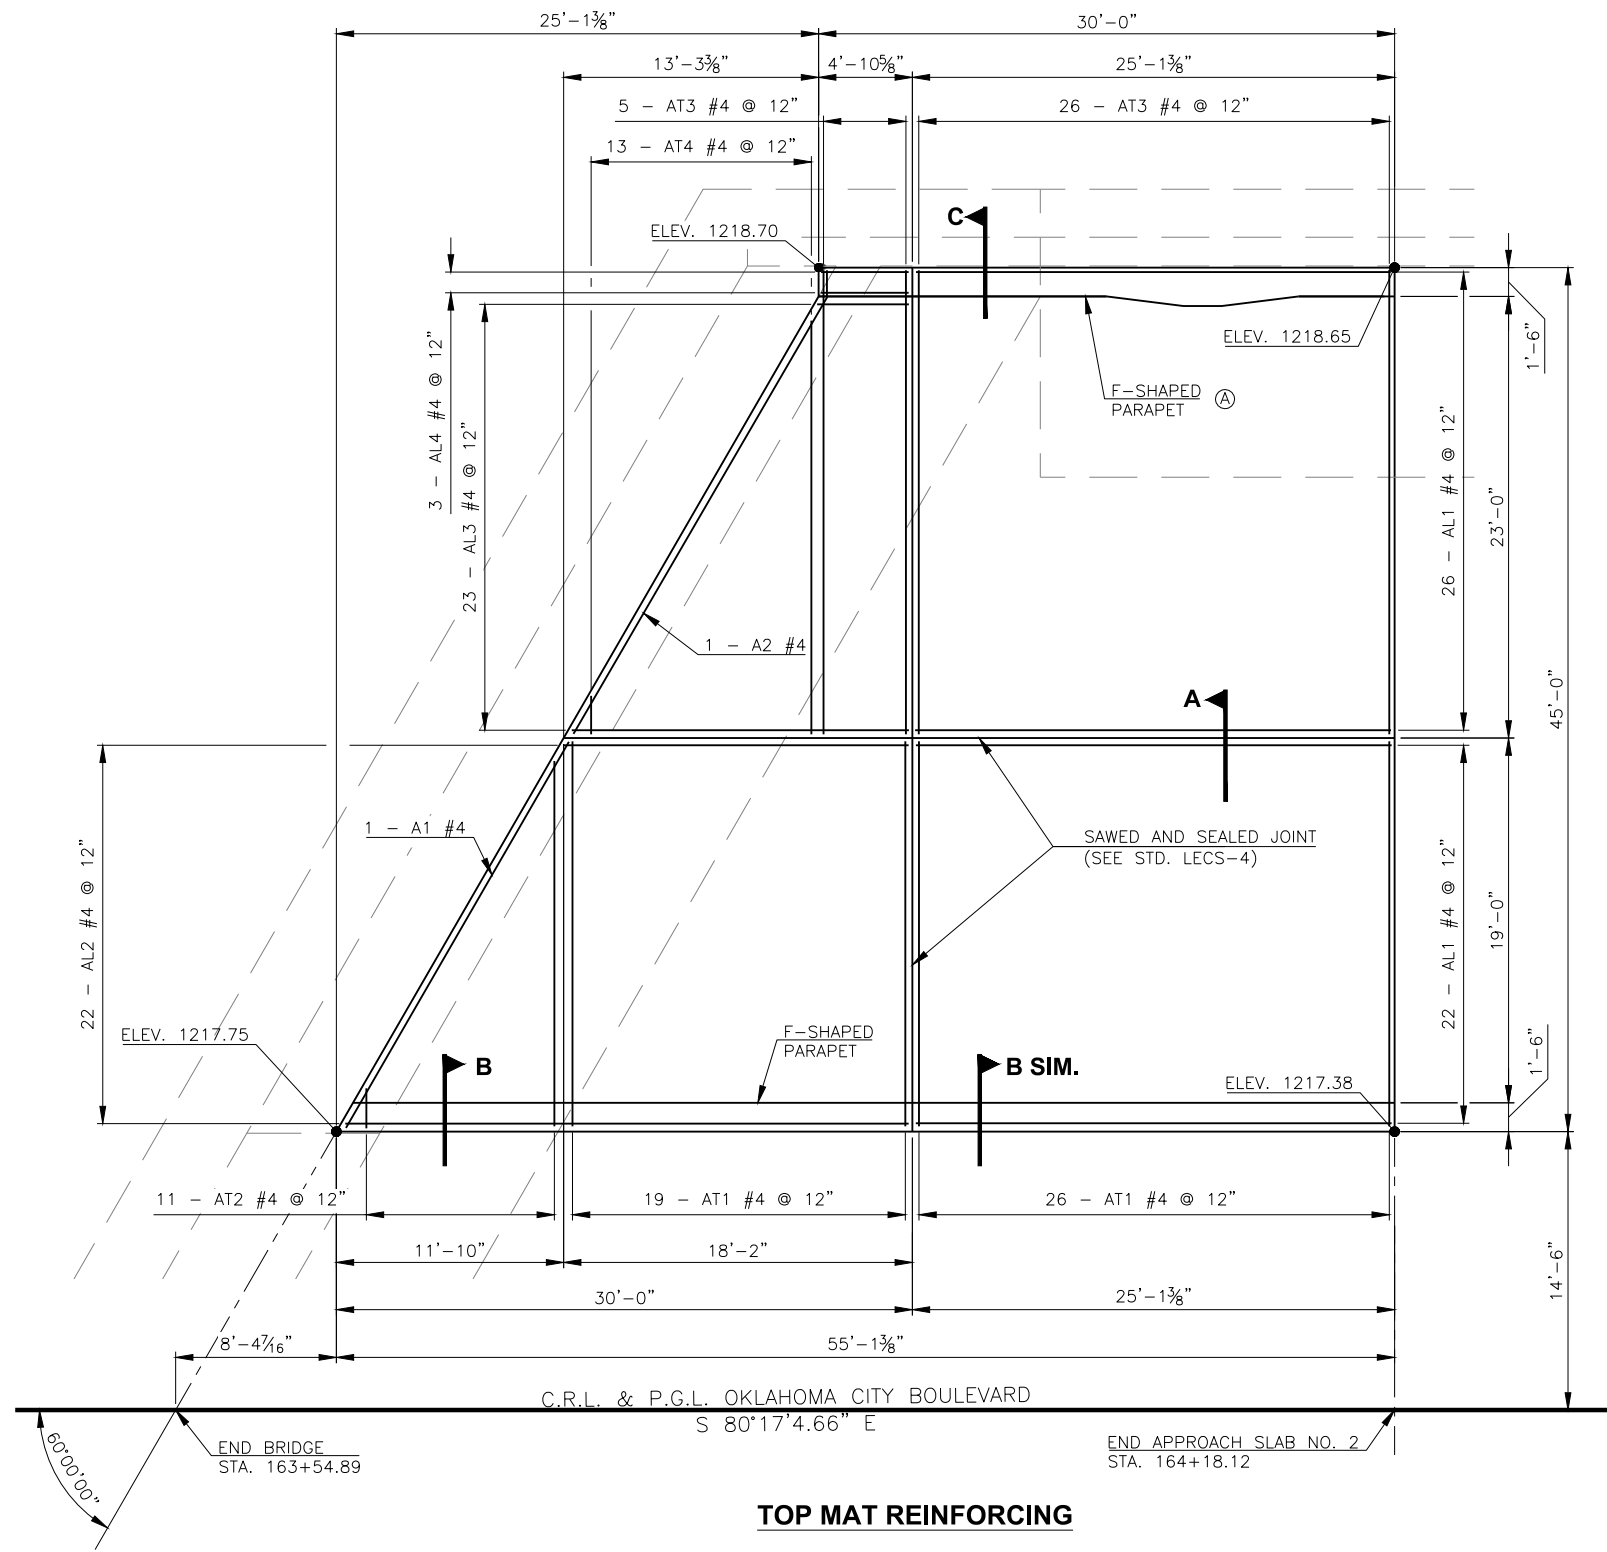 25'-1⅜"
30'-0"
13'-3⅜"
4'-10⅝"
25'-1⅜"
5 - AT3 #4 @ 12"
26 - AT3 #4 @ 12"
13 - AT4 #4 @ 12"
C
ELEV. 1218.70
ELEV. 1218.65
1'-6"
F-SHAPED
PARAPET Ⓐ
3 - AL4 #4 @ 12"
23 - AL3 #4 @ 12"
26 - AL1 #4 @ 12"
23'-0"
1 - A2 #4
A
45'-0"
1 - A1 #4
SAWED AND SEALED JOINT
(SEE STD. LECS-4)
22 - AL2 #4 @ 12"
22 - AL1 #4 @ 12"
19'-0"
ELEV. 1217.75
F-SHAPED
PARAPET
B
B SIM.
ELEV. 1217.38
1'-6"
11 - AT2 #4 @ 12"
19 - AT1 #4 @ 12"
26 - AT1 #4 @ 12"
11'-10"
18'-2"
14'-6"
30'-0"
25'-1⅜"
8'-4⁷⁄₁₆"
55'-1⅜"
C.R.L. & P.G.L. OKLAHOMA CITY BOULEVARD
S 80°17'4.66" E
60°00'00"
END BRIDGE
STA. 163+54.89
END APPROACH SLAB NO. 2
STA. 164+18.12
TOP MAT REINFORCING